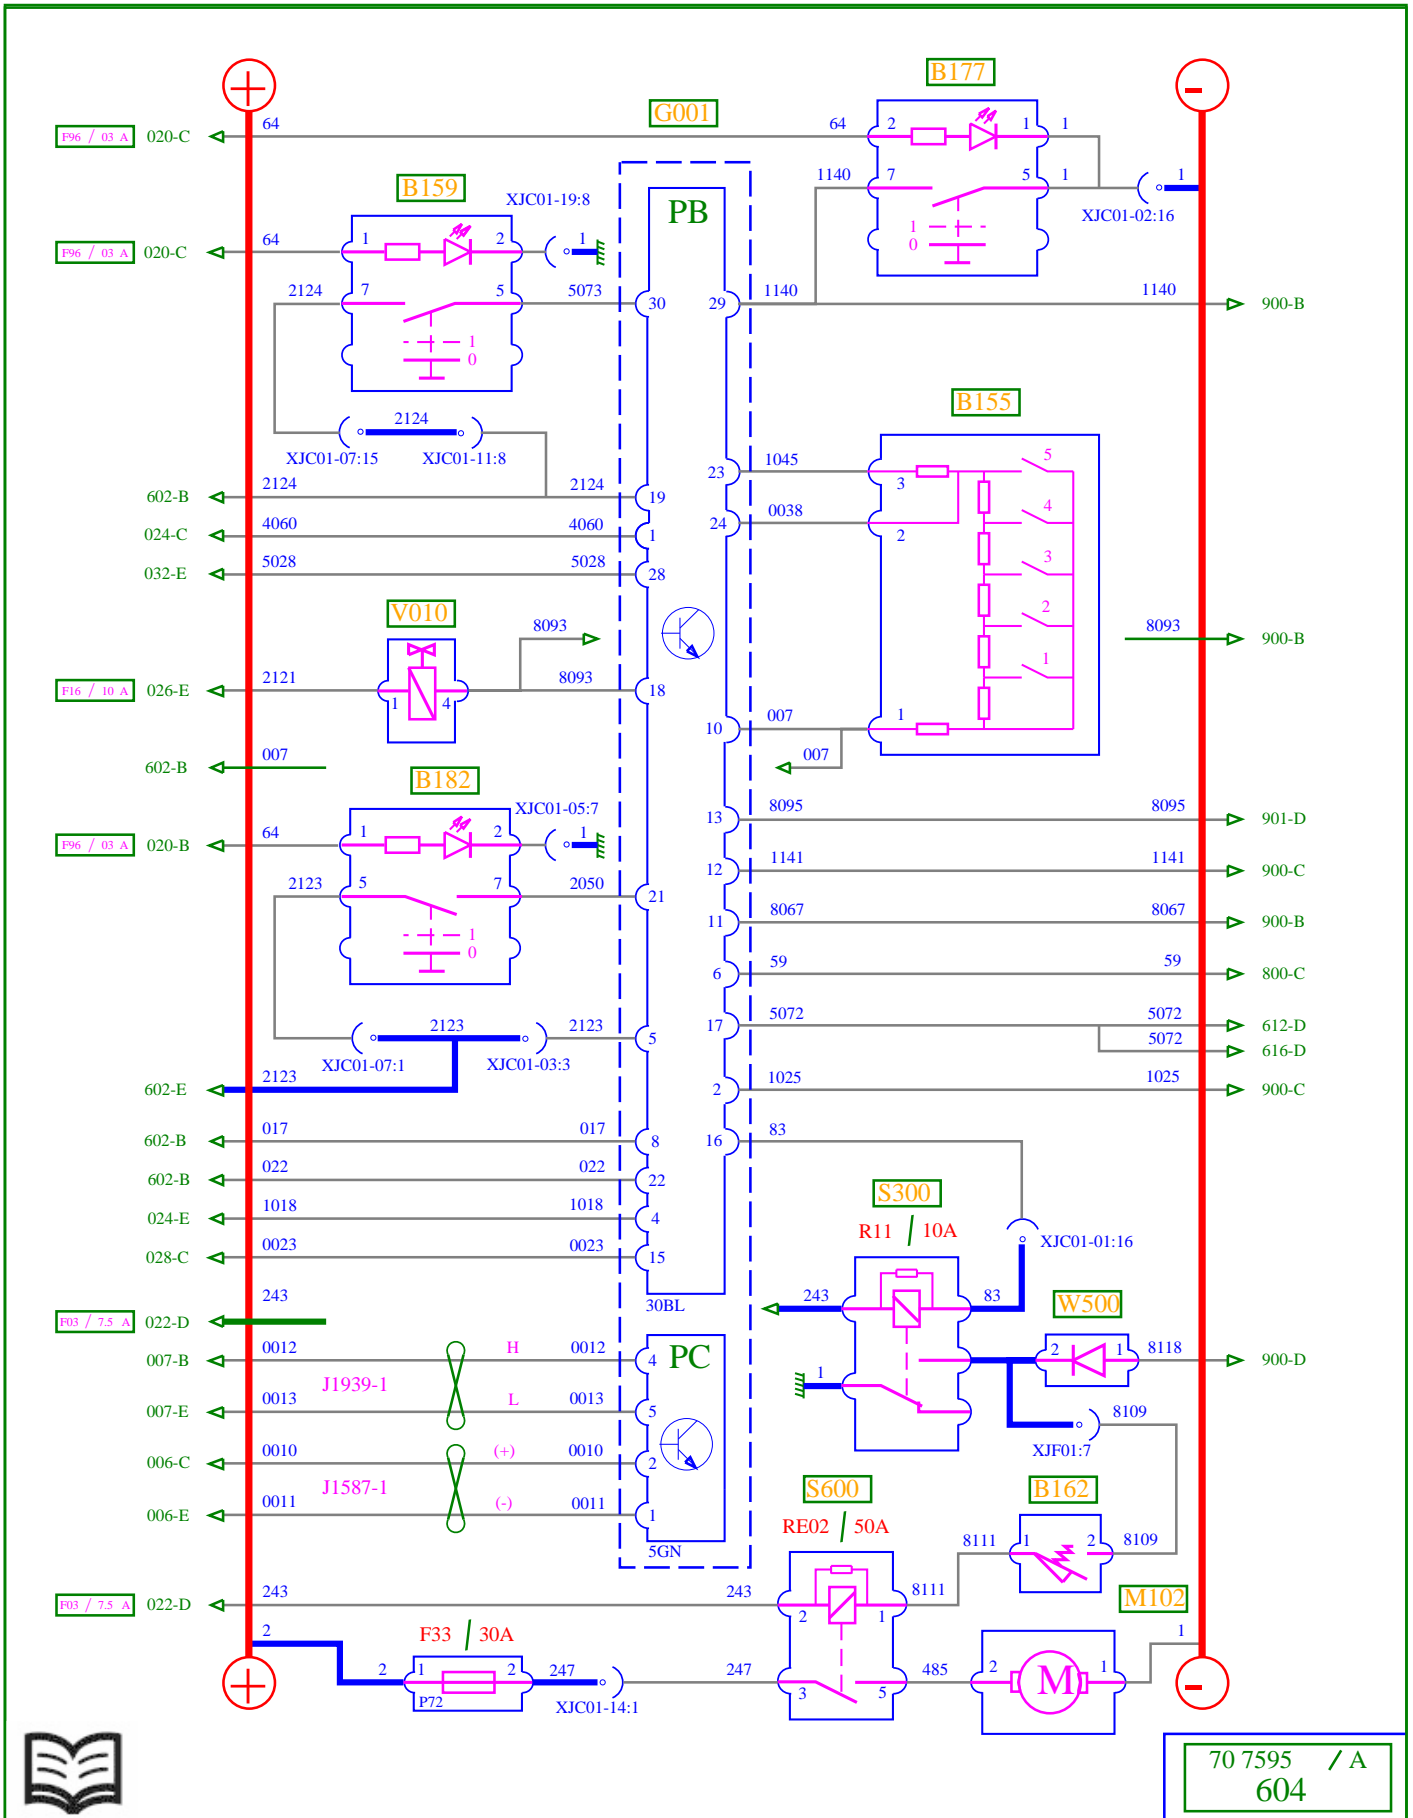 B177
G001
F96 / 03 A 020-C 64 64 2 1 1
B159
XJC01-19:8
1140 7 5 1 1
XJC01-02:16
PB
1
0
F96 / 03 A 020-C 64 1 2 1
2124 7 5 5073 30 29 1140 1140 900-B
1
0
B155
2124
XJC01-07:15 XJC01-11:8
23 1045 3 5
602-B 2124 2124 19
024-C 4060 4060 1 24 0038 2 4
032-E 5028 5028 28 3
V010
8093 2 8093 900-B
F16 / 10 A 026-E 2121 1 4 8093 18 1
10 007 1
602-B 007 007
B182
XJC01-05:7
13 8095 8095 901-D
F96 / 03 A 020-B 64 1 2 1
12 1141 1141 900-C
2123 5 7 2050 21
11 8067 8067 900-B
1
0
6 59 59 800-C
2123 2123 5 17 5072 5072 612-D
5072 616-D
XJC01-07:1 XJC01-03:3
602-E 2123 2 1025 1025 900-C
602-B 017 017 8 16 83
602-B 022 022 22
S300
024-E 1018 1018 4
R11 / 10A
XJC01-01:16
028-C 0023 0023 15
30BL
243 83
W500
F03 / 7.5 A 022-D 243
007-B 0012 H 0012 4 PC
2 1 8118 900-D
J1939-1
1
007-E 0013 L 0013 5
8109
XJF01:7
006-C 0010 (+) 0010 2
J1587-1
S600
B162
006-E 0011 (-) 0011 1
RE02 / 50A
5GN
8111 1 2 8109
F03 / 7.5 A 022-D 243 243 2 1 8111
M102
2
F33 / 30A
1
2 1 2 247 247 3 5 485 2 M 1
P72
XJC01-14:1
70 7595 / A
604